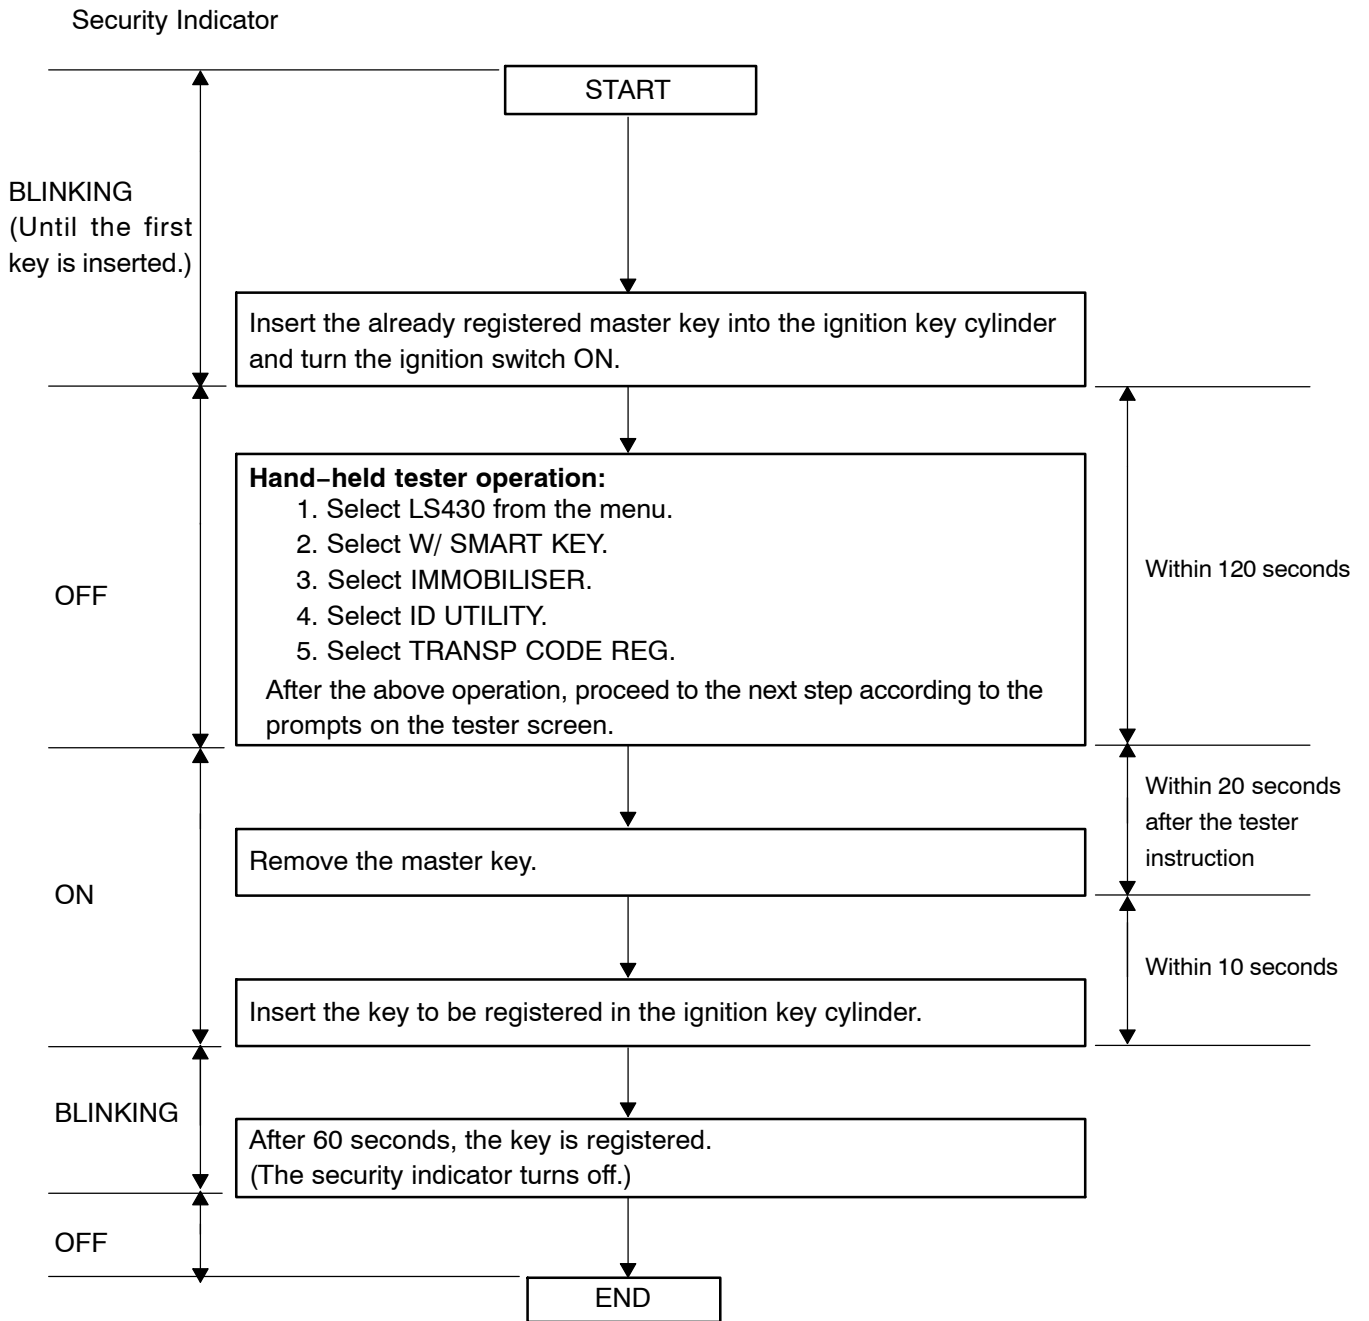 Security Indicator
START
BLINKING
(Until the first
key is inserted.)
Insert the already registered master key into the ignition key cylinder
and turn the ignition switch ON.
OFF
Hand−held tester operation:
1. Select LS430 from the menu.
2. Select W/ SMART KEY.
3. Select IMMOBILISER.
4. Select ID UTILITY.
5. Select TRANSP CODE REG.
After the above operation, proceed to the next step according to the
prompts on the tester screen.
Within 120 seconds
Within 20 seconds
after the tester
instruction
Remove the master key.
ON
Within 10 seconds
Insert the key to be registered in the ignition key cylinder.
BLINKING
After 60 seconds, the key is registered.
(The security indicator turns off.)
OFF
END